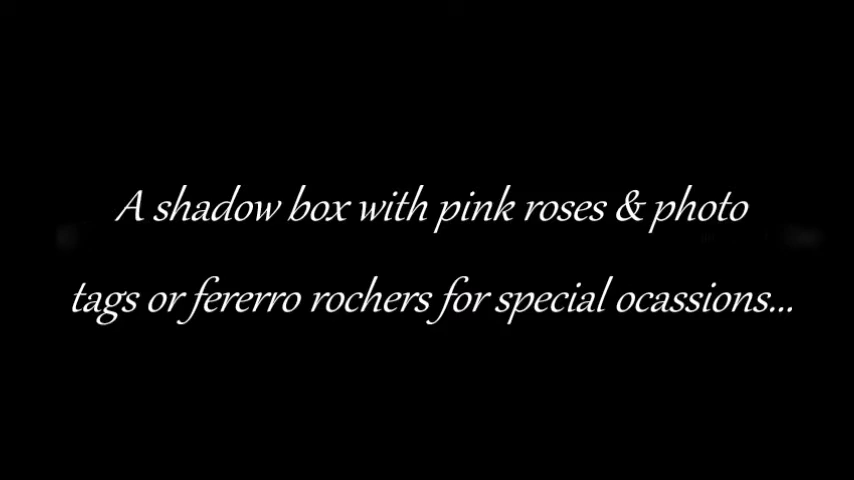 A shadow box with pink roses & photo
tags or fererro rochers for special ocassions...